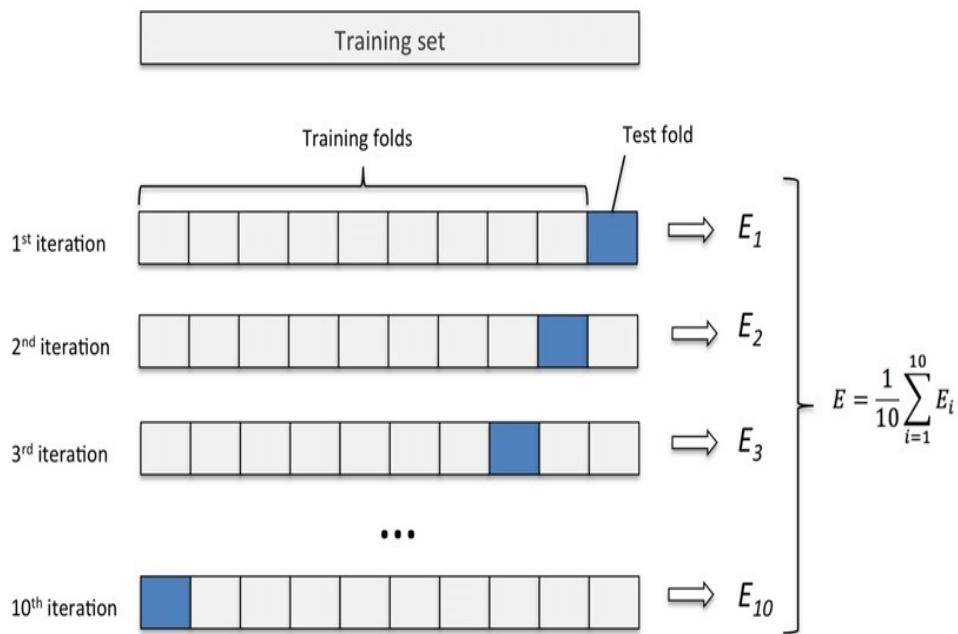 Training set
Training folds
Test fold
1st iteration
E1
2nd iteration
E2
3rd iteration
E3
E = 1/10 10∑i=1 Ei
...
10th iteration
E10